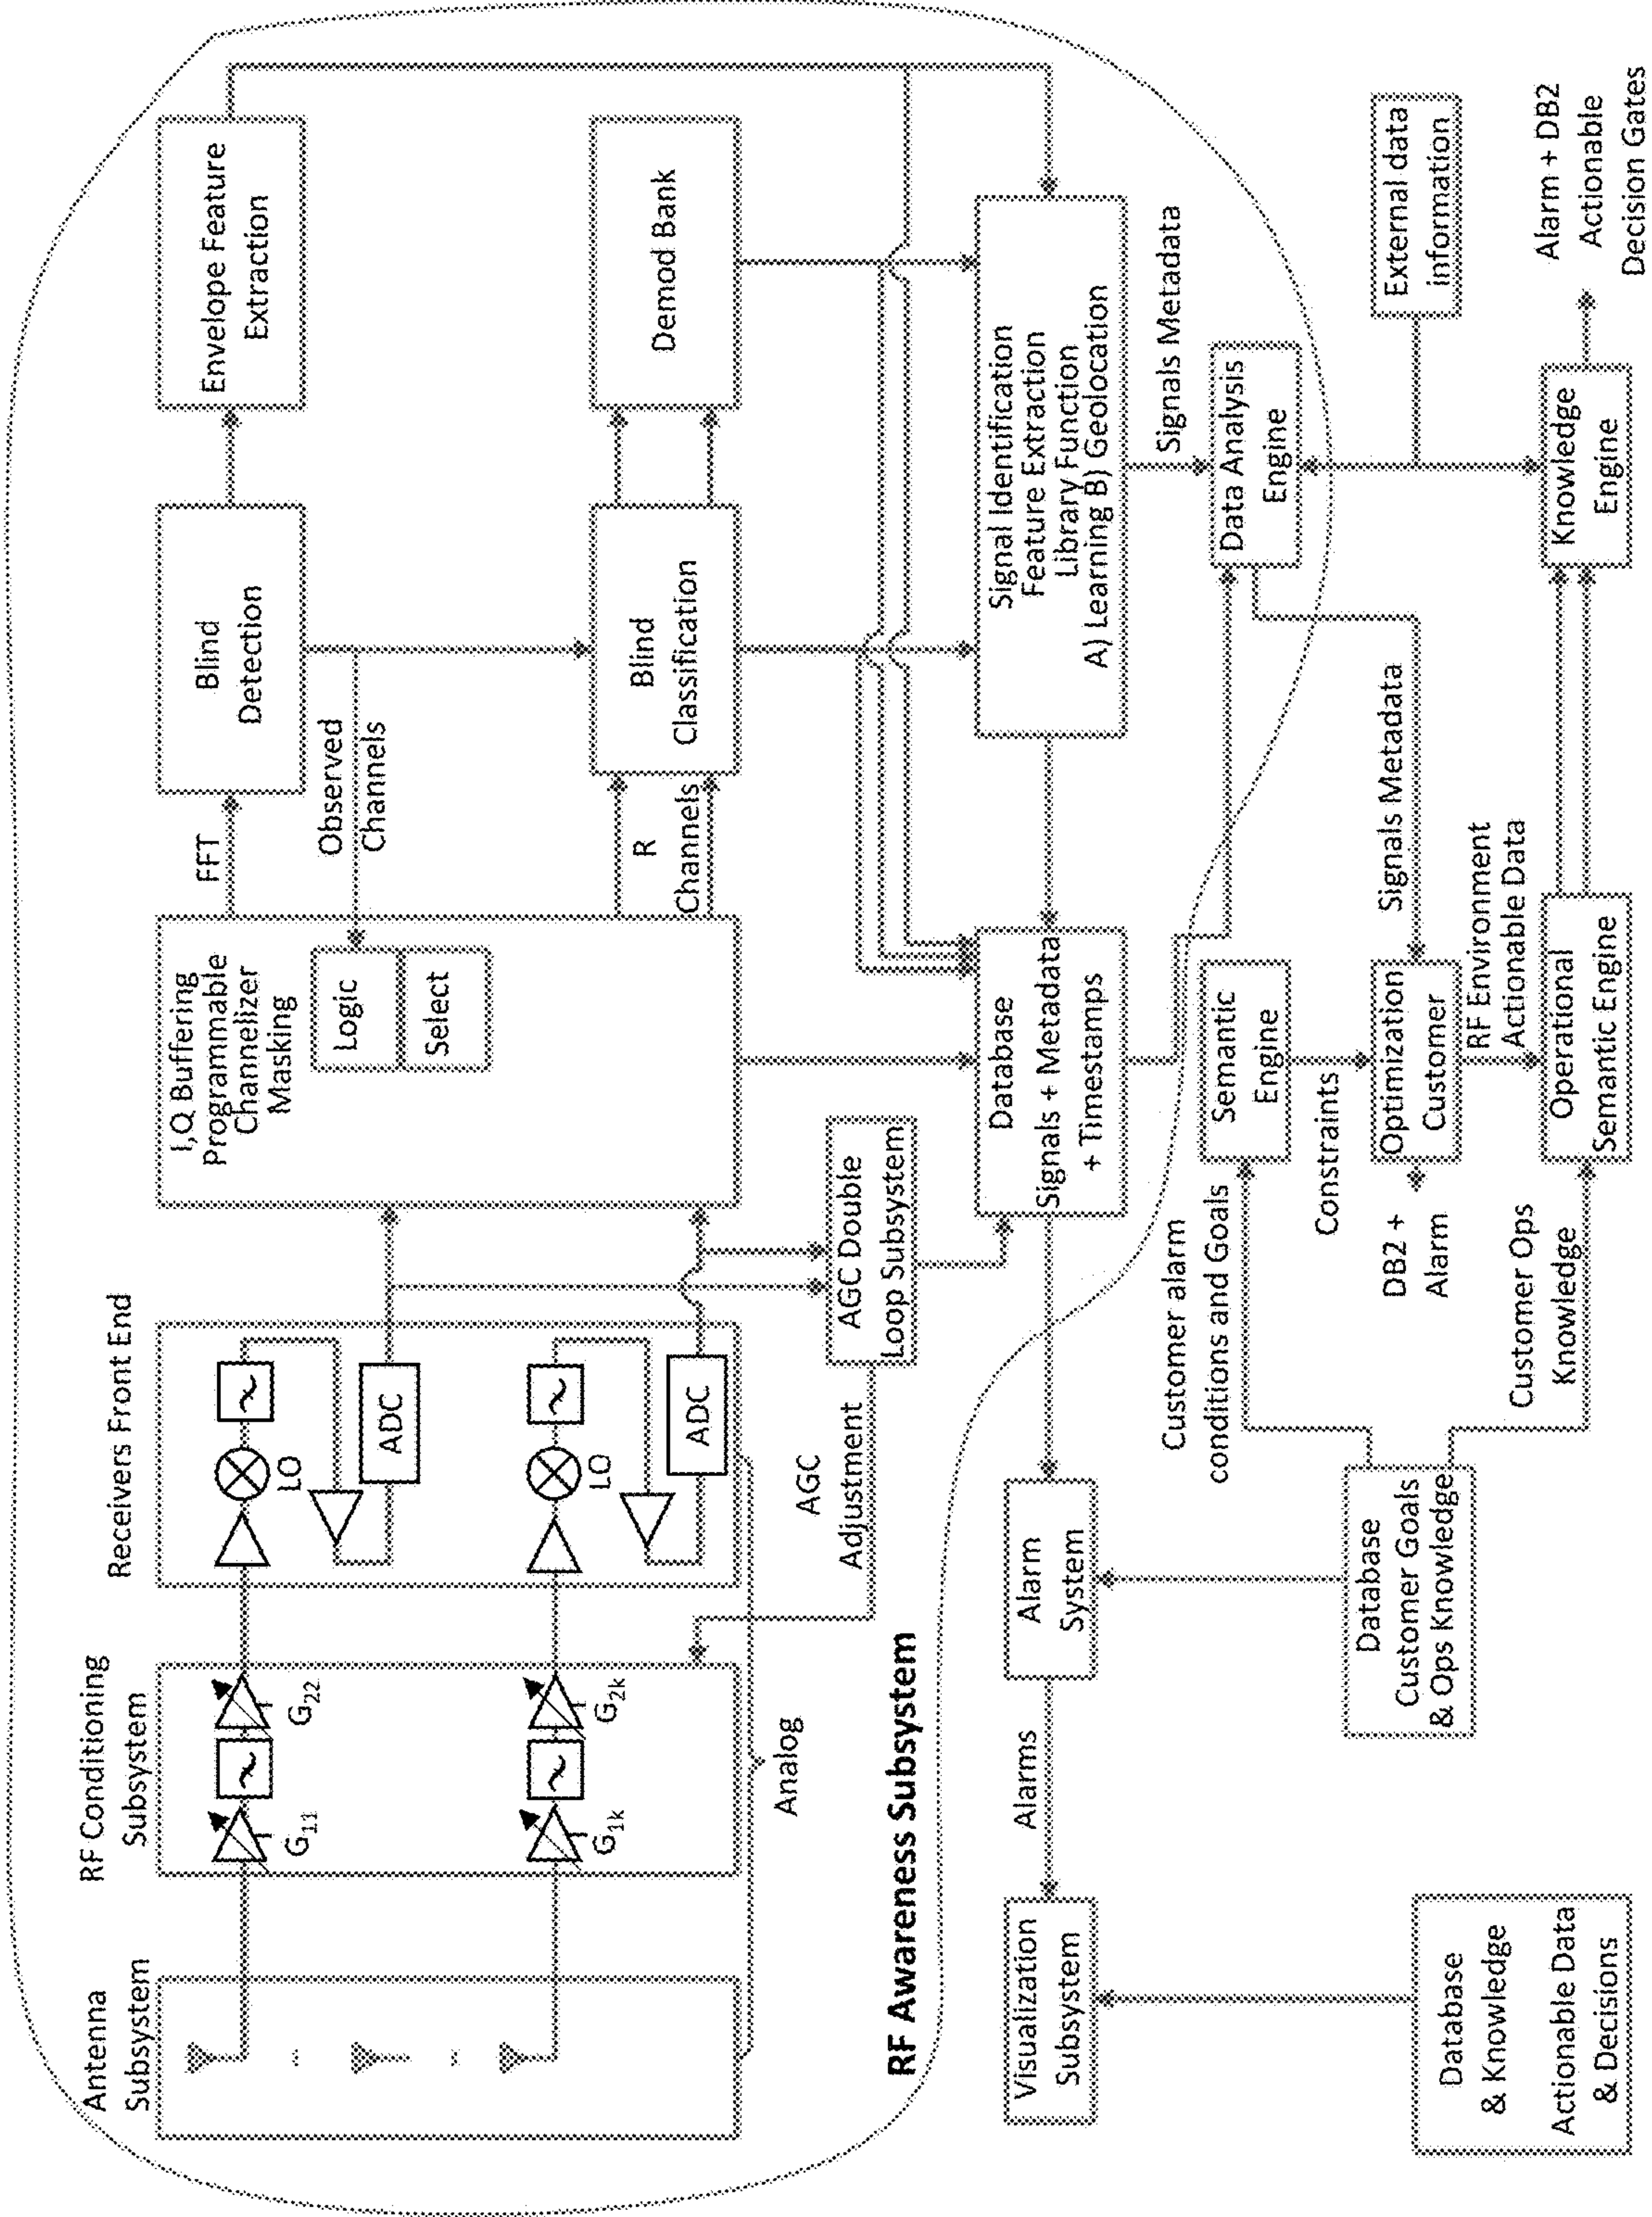 Antenna
Subsystem
RF Conditioning
Subsystem
G11
G22
G1k
G2k
Receivers Front End
LO
ADC
LO
ADC
Analog
AGC
Adjustment
AGC Double
Loop Subsystem
I,Q Buffering
Programmable
Channelizer
Masking
Logic
Select
FFT
Observed
Channels
R
Channels
Blind
Detection
Envelope Feature
Extraction
Blind
Classification
Demod Bank
RF Awareness Subsystem
Database
Signals + Metadata
+ Timestamps
Signal Identification
Feature Extraction
Library Function
A) Learning B) Geolocation
Signals Metadata
Visualization
Subsystem
Alarms
Alarm
System
Customer alarm
conditions and Goals
Semantic
Engine
Data Analysis
Engine
Constraints
Signals Metadata
External data
information
Database
Customer Goals
& Ops Knowledge
DB2 +
Alarm
Optimization
Customer
RF Environment
Actionable Data
Database
& Knowledge
Actionable Data
& Decisions
Customer Ops
Knowledge
Operational
Semantic Engine
Knowledge
Engine
Alarm + DB2
Actionable
Decision Gates